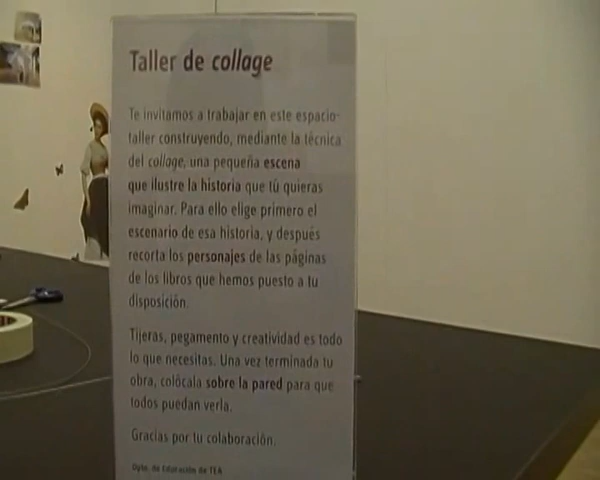 Taller de collage
Te invitamos a trabajar en este espacio-
taller construyendo, mediante la técnica
del collage, una pequeña escena
que ilustre la historia que tú quieras
imaginar. Para ello elige primero el
escenario de esa historia, y después
recorta los personajes de las páginas
de los libros que hemos puesto a tu
disposición.
Tijeras, pegamento y creatividad es todo
lo que necesitas. Una vez terminada tu
obra, colócala sobre la pared para que
todos puedan verla.
Gracias por tu colaboración.
Dpto. de Educación de TEA